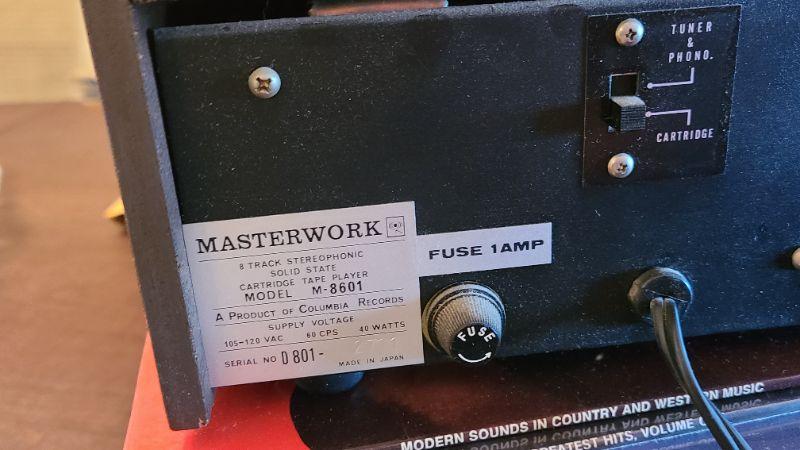 TUNER
&
PHONO.
CARTRIDGE
MASTERWORK
8 TRACK STEREOPHONIC
SOLID STATE
CARTRIDGE TAPE PLAYER
MODEL M-8601
A PRODUCT OF COLUMBIA RECORDS
SUPPLY VOLTAGE
105-120 VAC 60 CPS 40 WATTS
SERIAL NO D801-
MADE IN JAPAN
FUSE 1AMP
FUSE
MODERN SOUNDS IN COUNTRY AND WESTERN MUSIC
GREATEST HITS, VOLUME